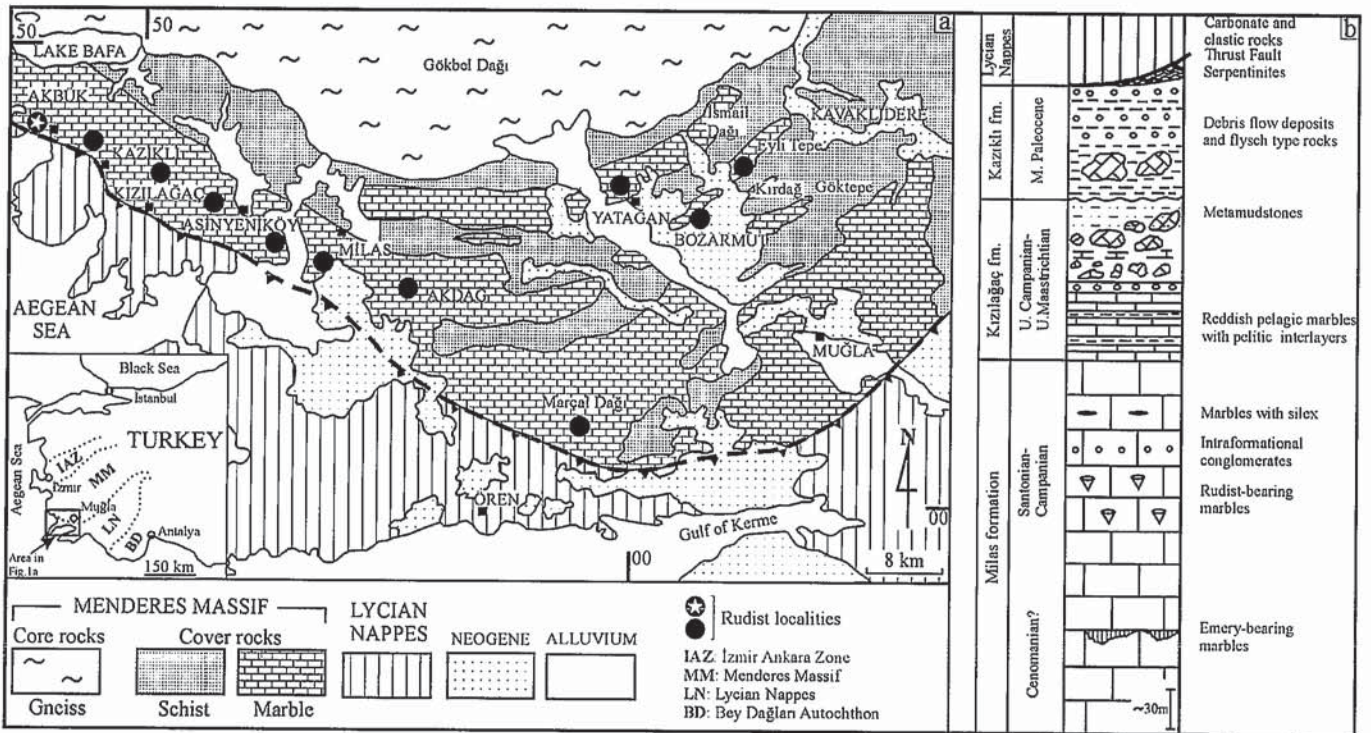 50
50
a
LAKE BAFA
Gökbel Dağı
AKBÜK
KAZIKLI
KIZILAĞAÇ
ASİNYENİKÖY
MİLAS
AKDAĞ
İsmail
Dağı
KAVAKLIDERE
Eyli Tepe
Kırdağ
Göktepe
YATAĞAN
BOZARMUT
MUĞLA
Marçal Dağı
AEGEAN
SEA
ÖREN
Gulf of Kerme
N
00
00
8 km
Black Sea
İstanbul
TURKEY
Aegean Sea
IAZ
MM
İzmir
Muğla
LN
BD
Antalya
Area in
Fig.1a
150 km
MENDERES MASSIF
Core rocks
Cover rocks
Gneiss
Schist
Marble
LYCIAN
NAPPES
NEOGENE
ALLUVIUM
Rudist localities
IAZ: İzmir Ankara Zone
MM: Menderes Massif
LN: Lycian Nappes
BD: Bey Dağları Autochthon
b
Lycian
Nappes
Kazıklı fm.
M. Paleocene
Kızılağaç fm.
U. Campanian-
U.Maastrichtian
Milas formation
Santonian-
Campanian
Cenomanian?
Carbonate and
clastic rocks
Thrust Fault
Serpentinites
Debris flow deposits
and flysch type rocks
Metamudstones
Reddish pelagic marbles
with pelitic interlayers
Marbles with silex
Intraformational
conglomerates
Rudist-bearing
marbles
Emery-bearing
marbles
~30m